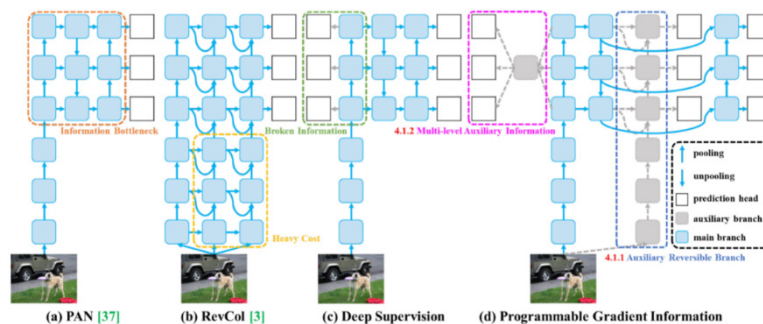 Information Bottleneck
Broken Information
4.1.2 Multi-level Auxiliary Information
pooling
unpooling
prediction head
auxiliary branch
main branch
Heavy Cost
4.1.1 Auxiliary Reversible Branch
(a) PAN [37]
(b) RevCol [3]
(c) Deep Supervision
(d) Programmable Gradient Information